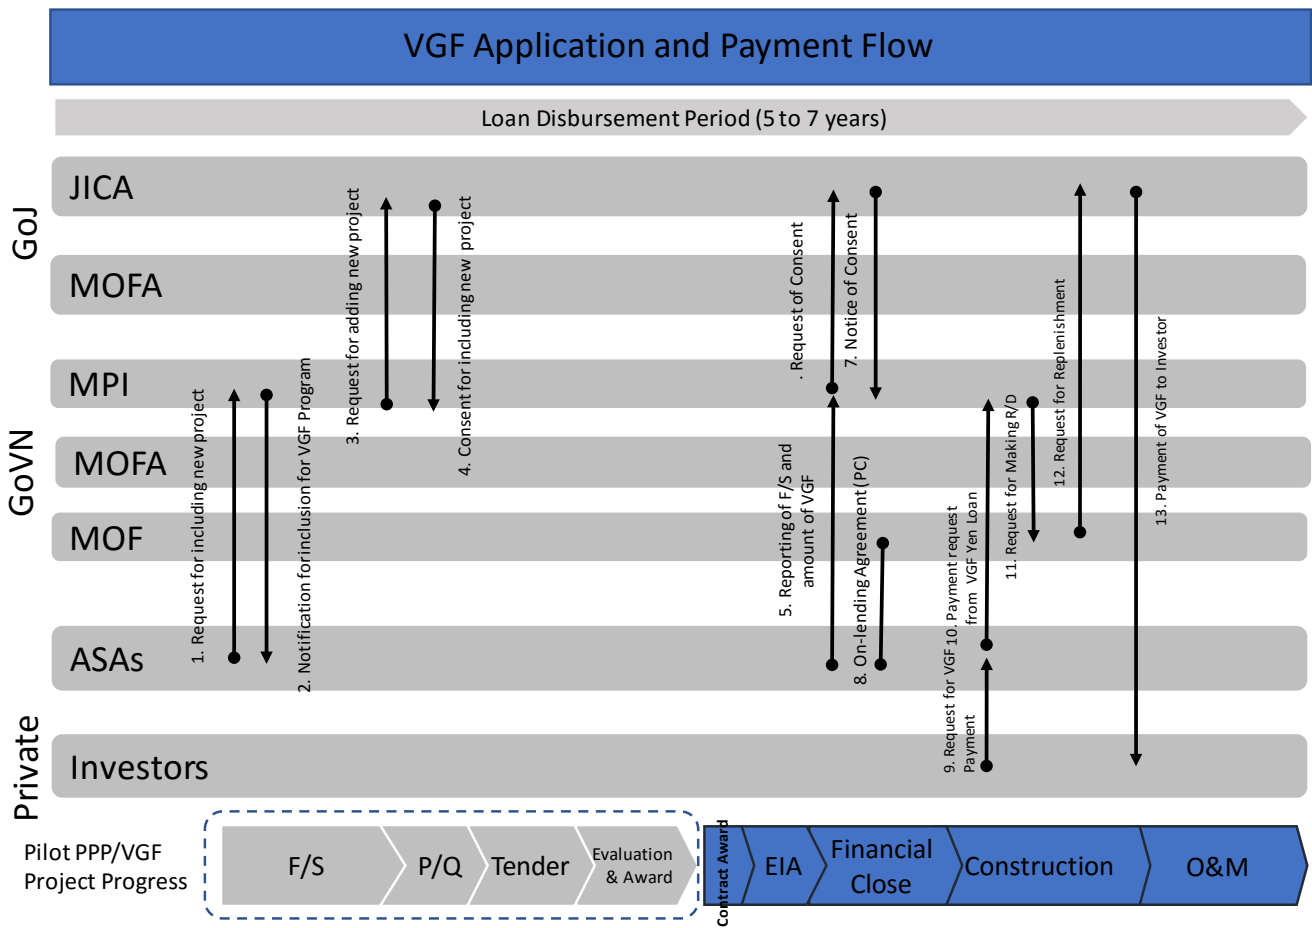 VGF Application and Payment Flow
Loan Disbursement Period (5 to 7 years)
GoJ
JICA
MOFA
GoVN
MPI
MOFA
MOF
ASAs
Private
Investors
1. Request for including new project
2. Notification for inclusion for VGF Program
3. Request for adding new project
4. Consent for including new project
5. Reporting of F/S and
amount of VGF
. Request of Consent
7. Notice of Consent
8. On-lending Agreement (PC)
9. Request for VGF
Payment
10. Payment request
from VGF Yen Loan
11. Request for Making R/D
12. Request for Replenishment
13. Payment of VGF to Investor
Pilot PPP/VGF
Project Progress
F/S
P/Q
Tender
Evaluation
& Award
Contract Award
EIA
Financial
Close
Construction
O&M